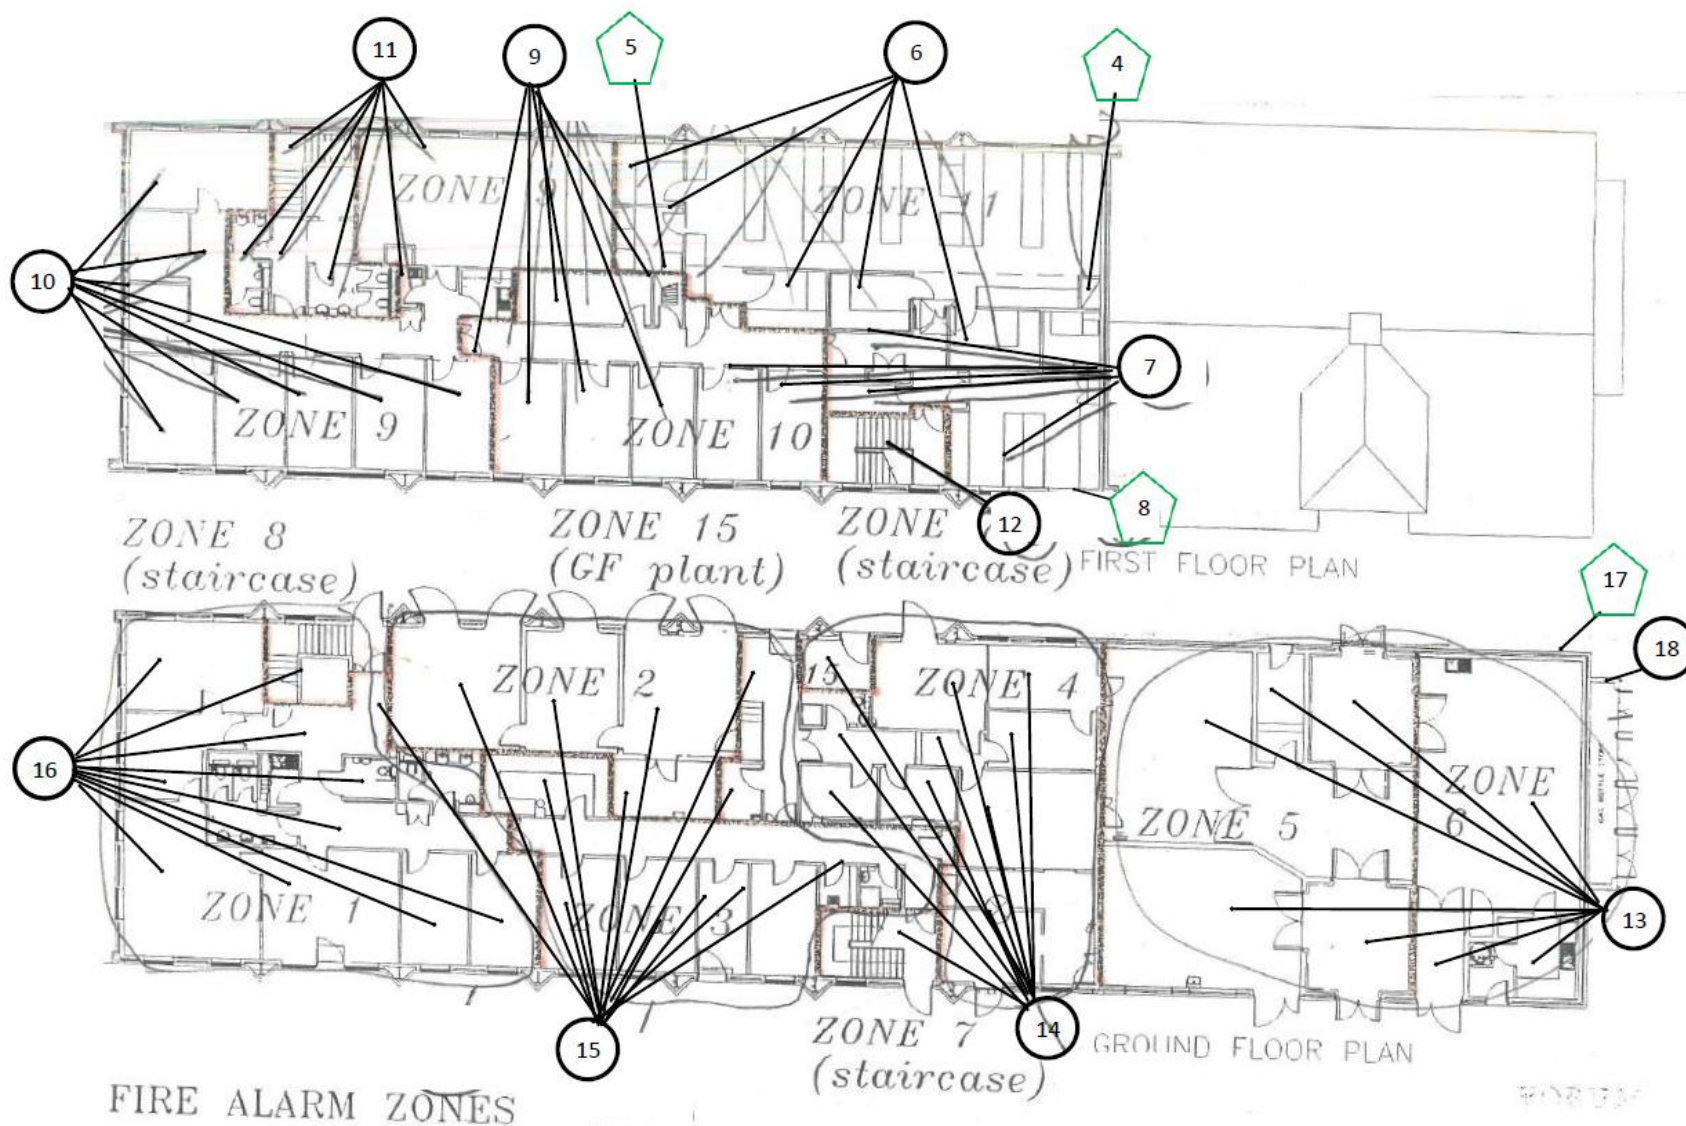 11
9
5
6
4
ZONE 9
ZONE 11
10
7
ZONE 9
ZONE 10
12
8
ZONE 8
(staircase)
ZONE 15
(GF plant)
ZONE
(staircase)
FIRST FLOOR PLAN
17
18
ZONE 2
15
ZONE 4
16
ZONE 5
ZONE
6
ZONE 1
ZONE 3
13
15
14
ZONE 7
(staircase)
GROUND FLOOR PLAN
FIRE ALARM ZONES